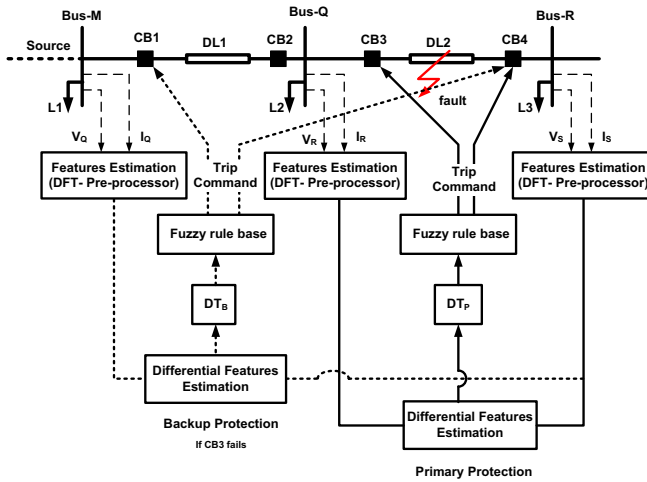 Bus-M
Bus-Q
Bus-R
CB1
DL1
CB2
CB3
DL2
CB4
Source
fault
L1
L2
L3
VQ
IQ
VR
IR
VS
IS
Features Estimation
(DFT- Pre-processor)
Trip
Command
Features Estimation
(DFT- Pre-processor)
Trip
Command
Features Estimation
(DFT- Pre-processor)
Fuzzy rule base
Fuzzy rule base
DTB
DTP
Differential Features
Estimation
Differential Features
Estimation
Backup Protection
If CB3 fails
Primary Protection